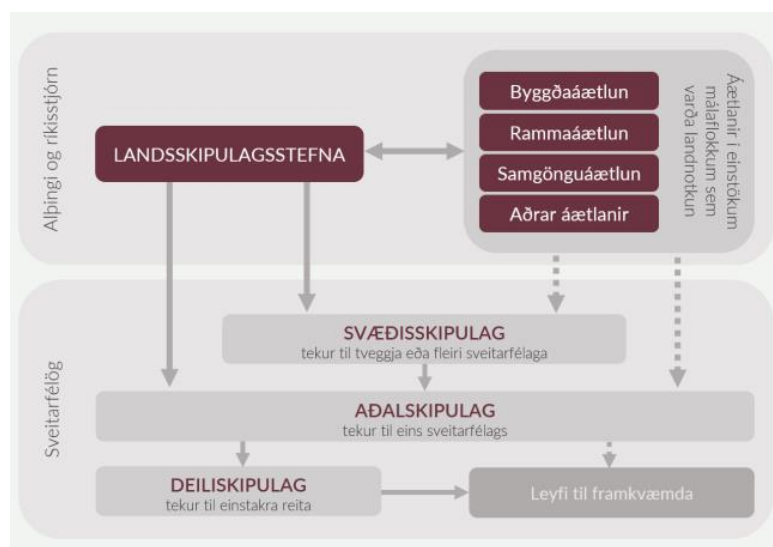 Alþingi og ríkisstjórn
LANDSSKIPULAGSSTEFNA
Byggðaáætlun
Rammaáætlun
Samgönguáætlun
Aðrar áætlanir
Áætlanir í einstökum
málaflokkum sem
varða landnotkun
Sveitarfélög
SVÆÐISSKIPULAG
tekur til tveggja eða fleiri sveitarfélaga
AÐALSKIPULAG
tekur til eins sveitarfélags
DEILISKIPULAG
tekur til einstakra reita
Leyfi til framkvæmda